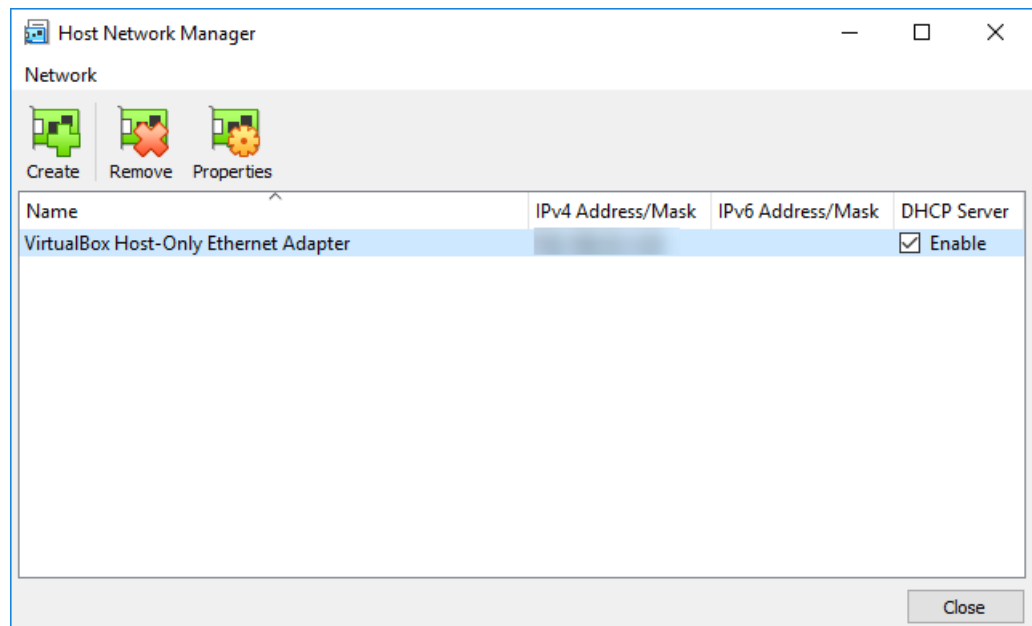 Host Network Manager
Network
Create Remove Properties
Name IPv4 Address/Mask IPv6 Address/Mask DHCP Server
VirtualBox Host-Only Ethernet Adapter Enable
Close